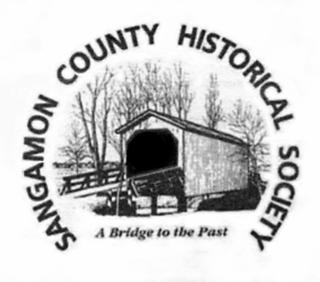 SANGAMON COUNTY HISTORICAL SOCIETY
A Bridge to the Past